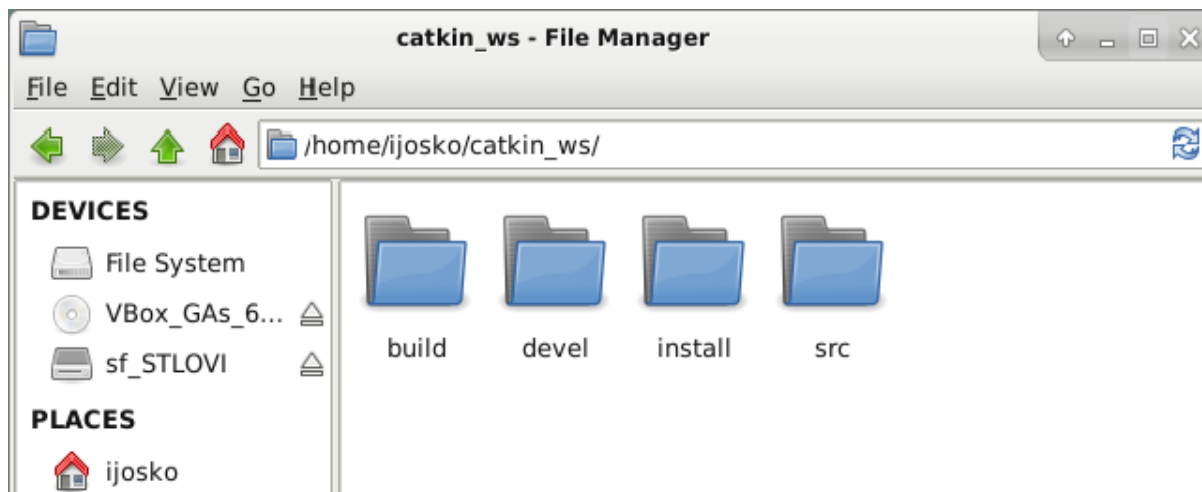 catkin_ws - File Manager
File Edit View Go Help
/home/ijosko/catkin_ws/
DEVICES
File System
VBox_GAs_6...
sf_STLOVI
PLACES
ijosko
build devel install src